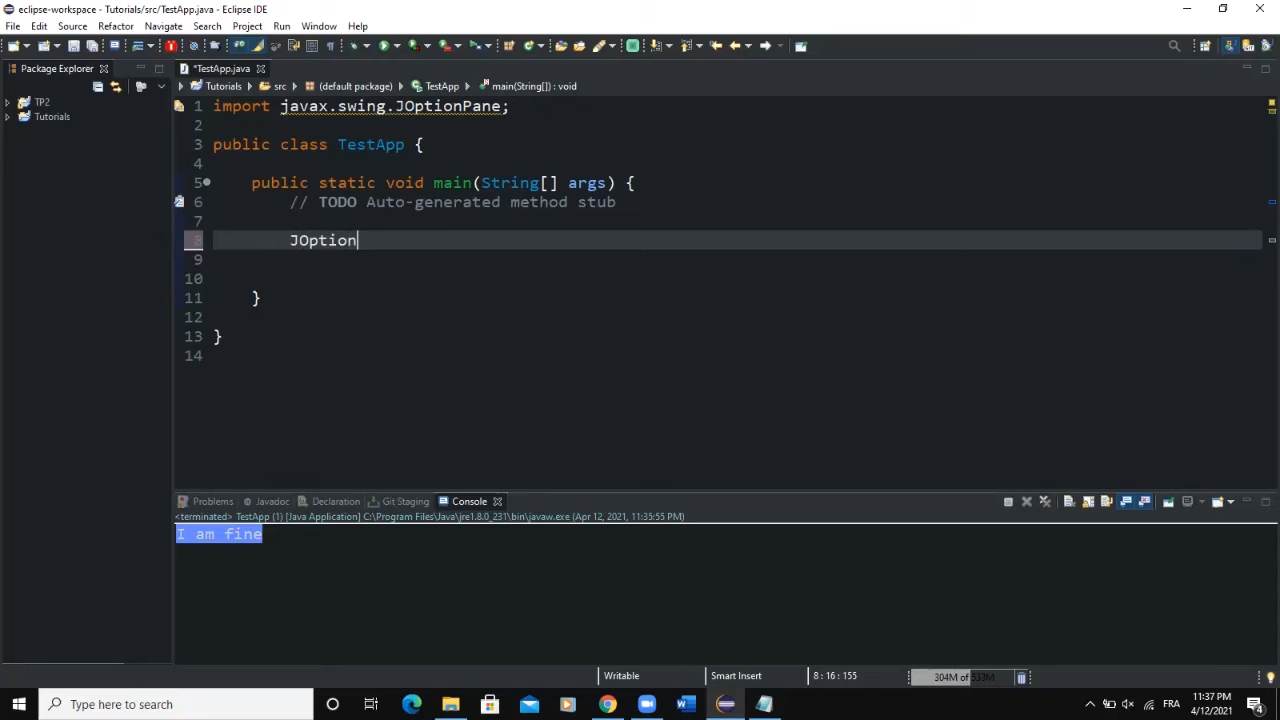 eclipse-workspace - Tutorials/src/TestApp.java - Eclipse IDE
File Edit Source Refactor Navigate Search Project Run Window Help
Package Explorer
*TestApp.java
Tutorials src (default package) TestApp main(String[]) : void
TP2
Tutorials
1 import javax.swing.JOptionPane;
2
3 public class TestApp {
4
5 public static void main(String[] args) {
6 // TODO Auto-generated method stub
7
8 JOption
9
10
11 }
12
13 }
14
Problems Javadoc Declaration Git Staging Console
<terminated> TestApp (1) [Java Application] C:\Program Files\Java\jre1.8.0_231\bin\javaw.exe (Apr 12, 2021, 11:35:55 PM)
I am fine
Writable Smart Insert 8 : 16 : 155 304M of 533M
Type here to search
FRA
11:37 PM
4/12/2021
4